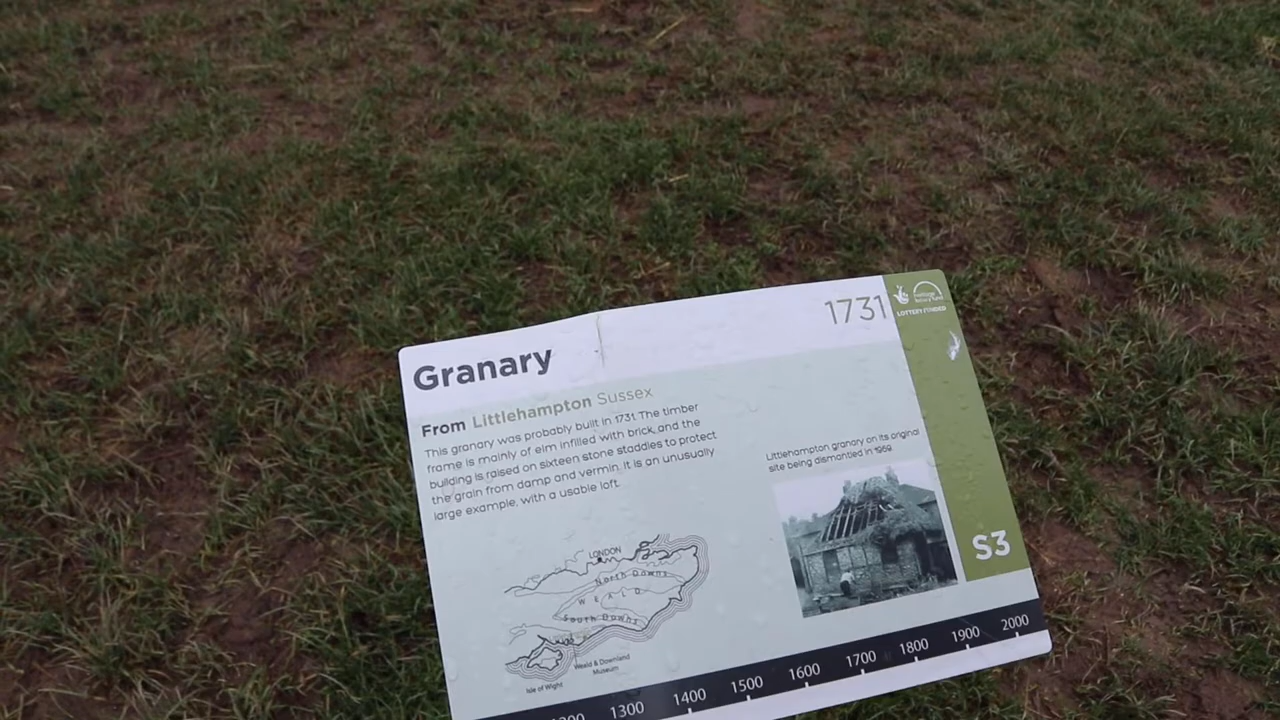 Granary
1731
heritage
lottery fund
LOTTERY FUNDED
From Littlehampton Sussex
This granary was probably built in 1731. The timber
frame is mainly of elm infilled with brick, and the
building is raised on sixteen stone staddles to protect
the grain from damp and vermin. It is an unusually
large example, with a usable loft.
Littlehampton granary on its original
site being dismantled in 1969.
S3
LONDON
North Downs
WEALD
South Downs
Weald & Downland
Museum
Isle of Wight
1300 1400 1500 1600 1700 1800 1900 2000